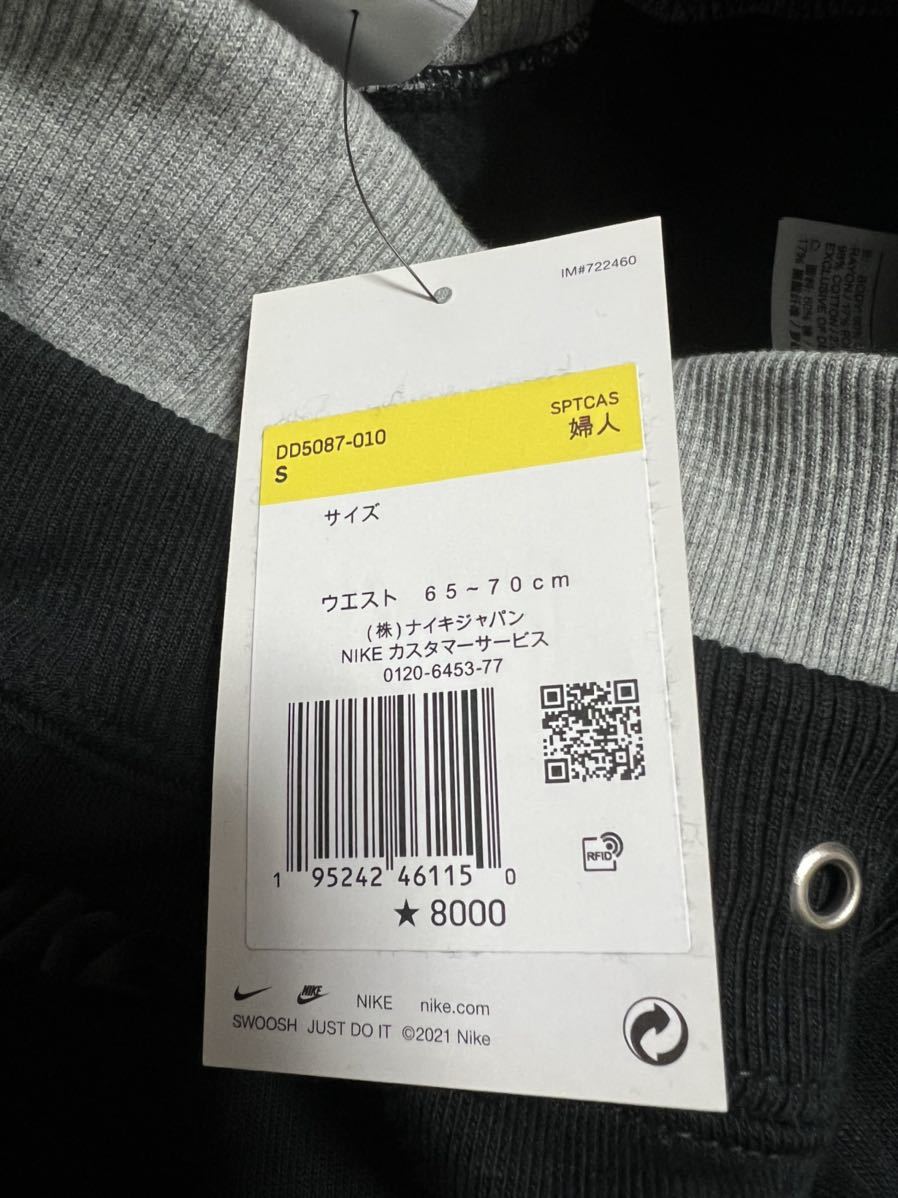 IM#722460
DD5087-010
S
SPTCAS
婦人
サイズ
ウエスト 65~70cm
(株)ナイキジャパン
NIKE カスタマーサービス
0120-6453-77
1 95242 46115 0
RFID
★ 8000
NIKE
NIKE nike.com
SWOOSH JUST DO IT ©2021 Nike